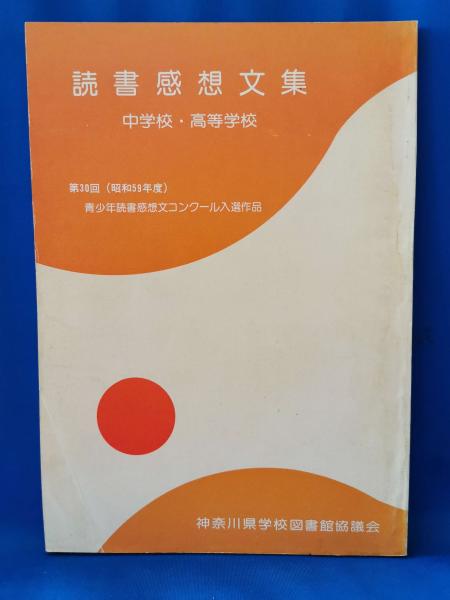 読書感想文集
中学校・高等学校
第30回(昭和59年度)
青少年読書感想文コンクール入選作品
神奈川県学校図書館協議会